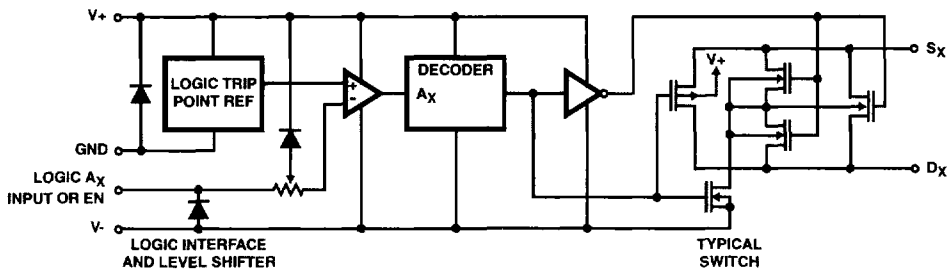 V+
LOGIC TRIP
POINT REF
+
-
DECODER
AX
V+
SX
GND
LOGIC AX
INPUT OR EN
DX
V-
LOGIC INTERFACE
AND LEVEL SHIFTER
TYPICAL
SWITCH